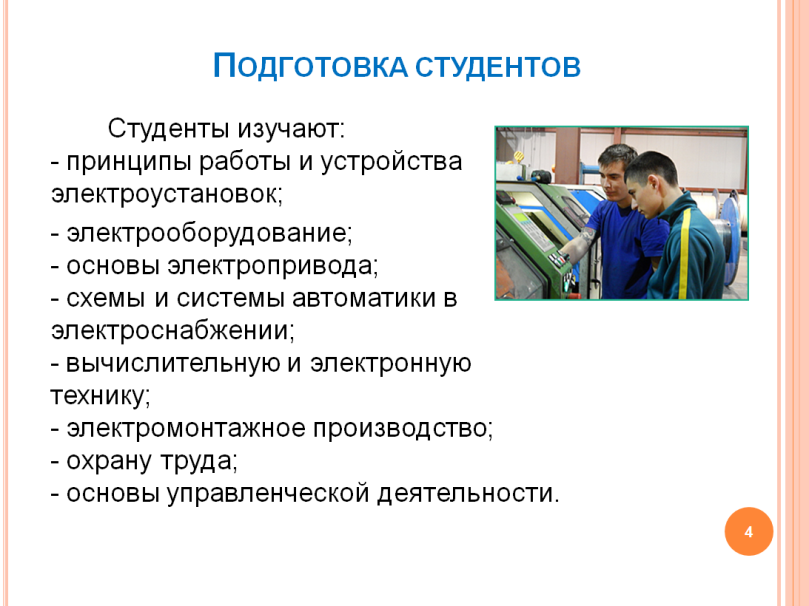 Подготовка студентов
Студенты изучают:
- принципы работы и устройства
электроустановок;
- электрооборудование;
- основы электропривода;
- схемы и системы автоматики в
электроснабжении;
- вычислительную и электронную
технику;
- электромонтажное производство;
- охрану труда;
- основы управленческой деятельности.
4